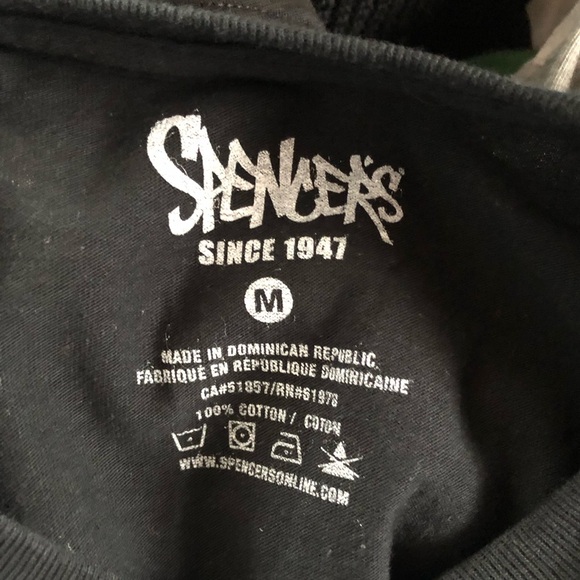 SPENCER'S
SINCE 1947
M
MADE IN DOMINICAN REPUBLIC
FABRIQUÉ EN RÉPUBLIQUE DOMINICAINE
CA#51857/RN#61978
100% COTTON / COTON
WWW.SPENCERSONLINE.COM